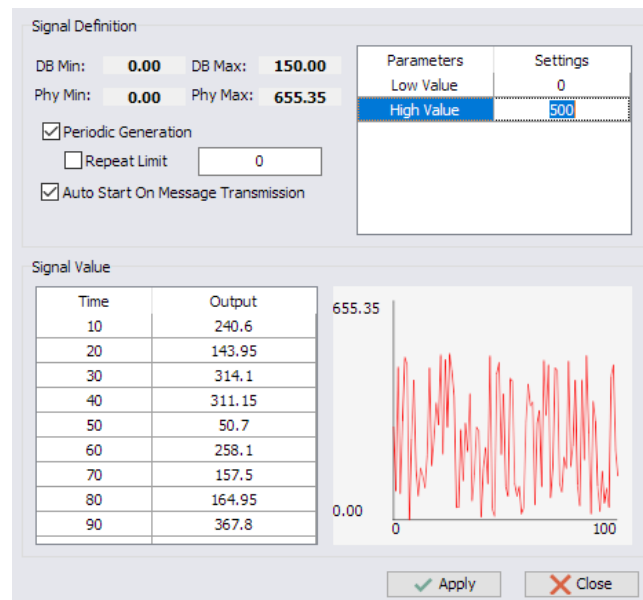 Signal Definition
DB Min: 0.00 DB Max: 150.00
Phy Min: 0.00 Phy Max: 655.35
Periodic Generation
Repeat Limit 0
Auto Start On Message Transmission
Parameters Settings
Low Value 0
High Value 500
Signal Value
Time Output
10 240.6
20 143.95
30 314.1
40 311.15
50 50.7
60 258.1
70 157.5
80 164.95
90 367.8
655.35
0.00
0 100
Apply Close